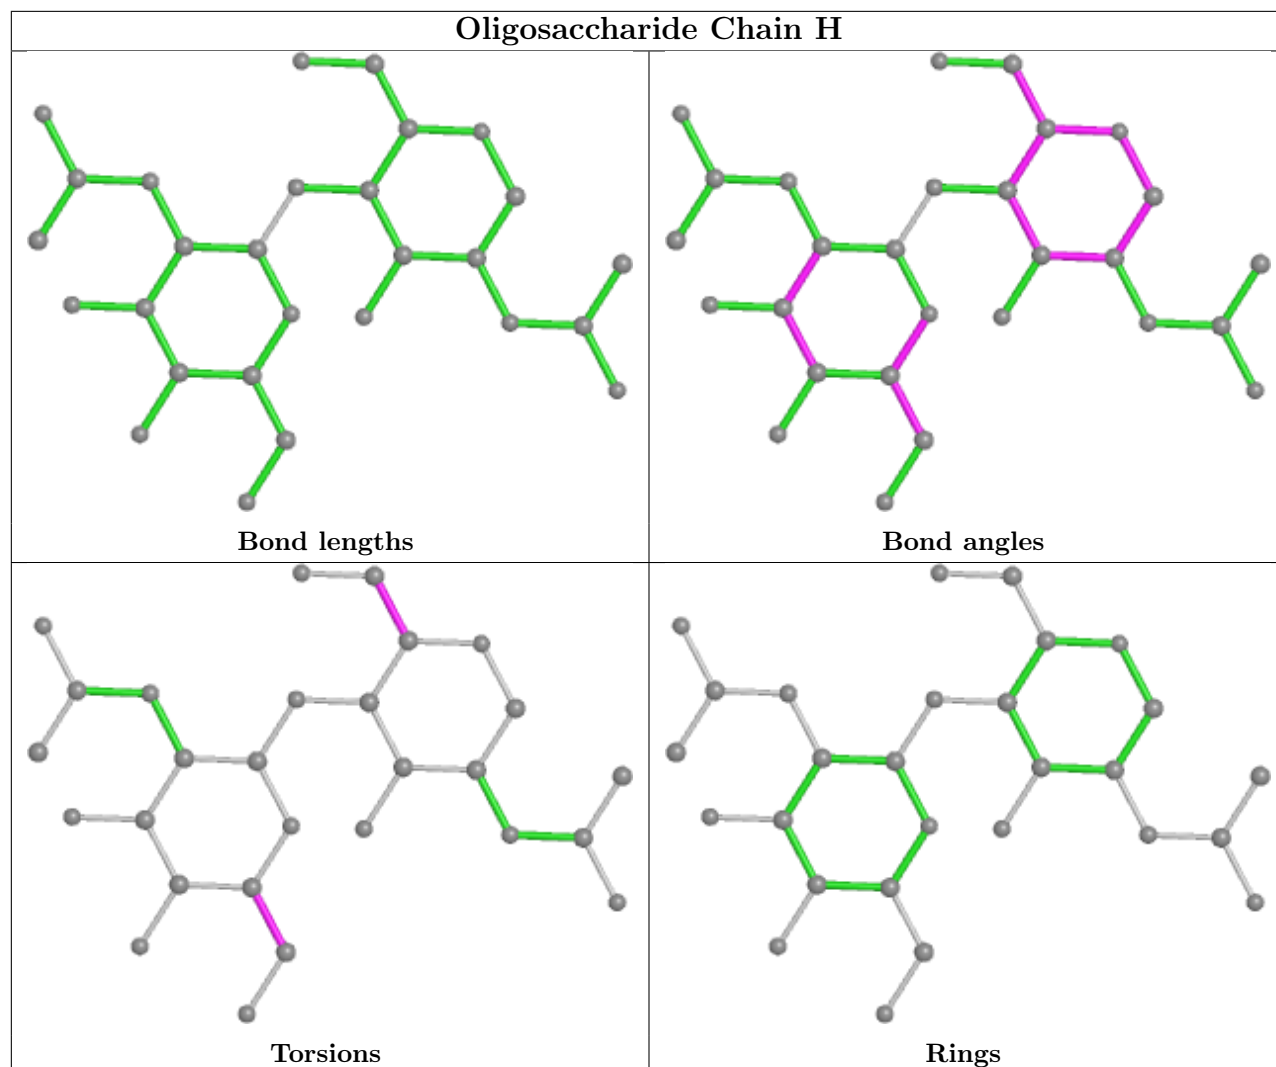 Oligosaccharide Chain H
Bond lengths
Bond angles
Torsions
Rings